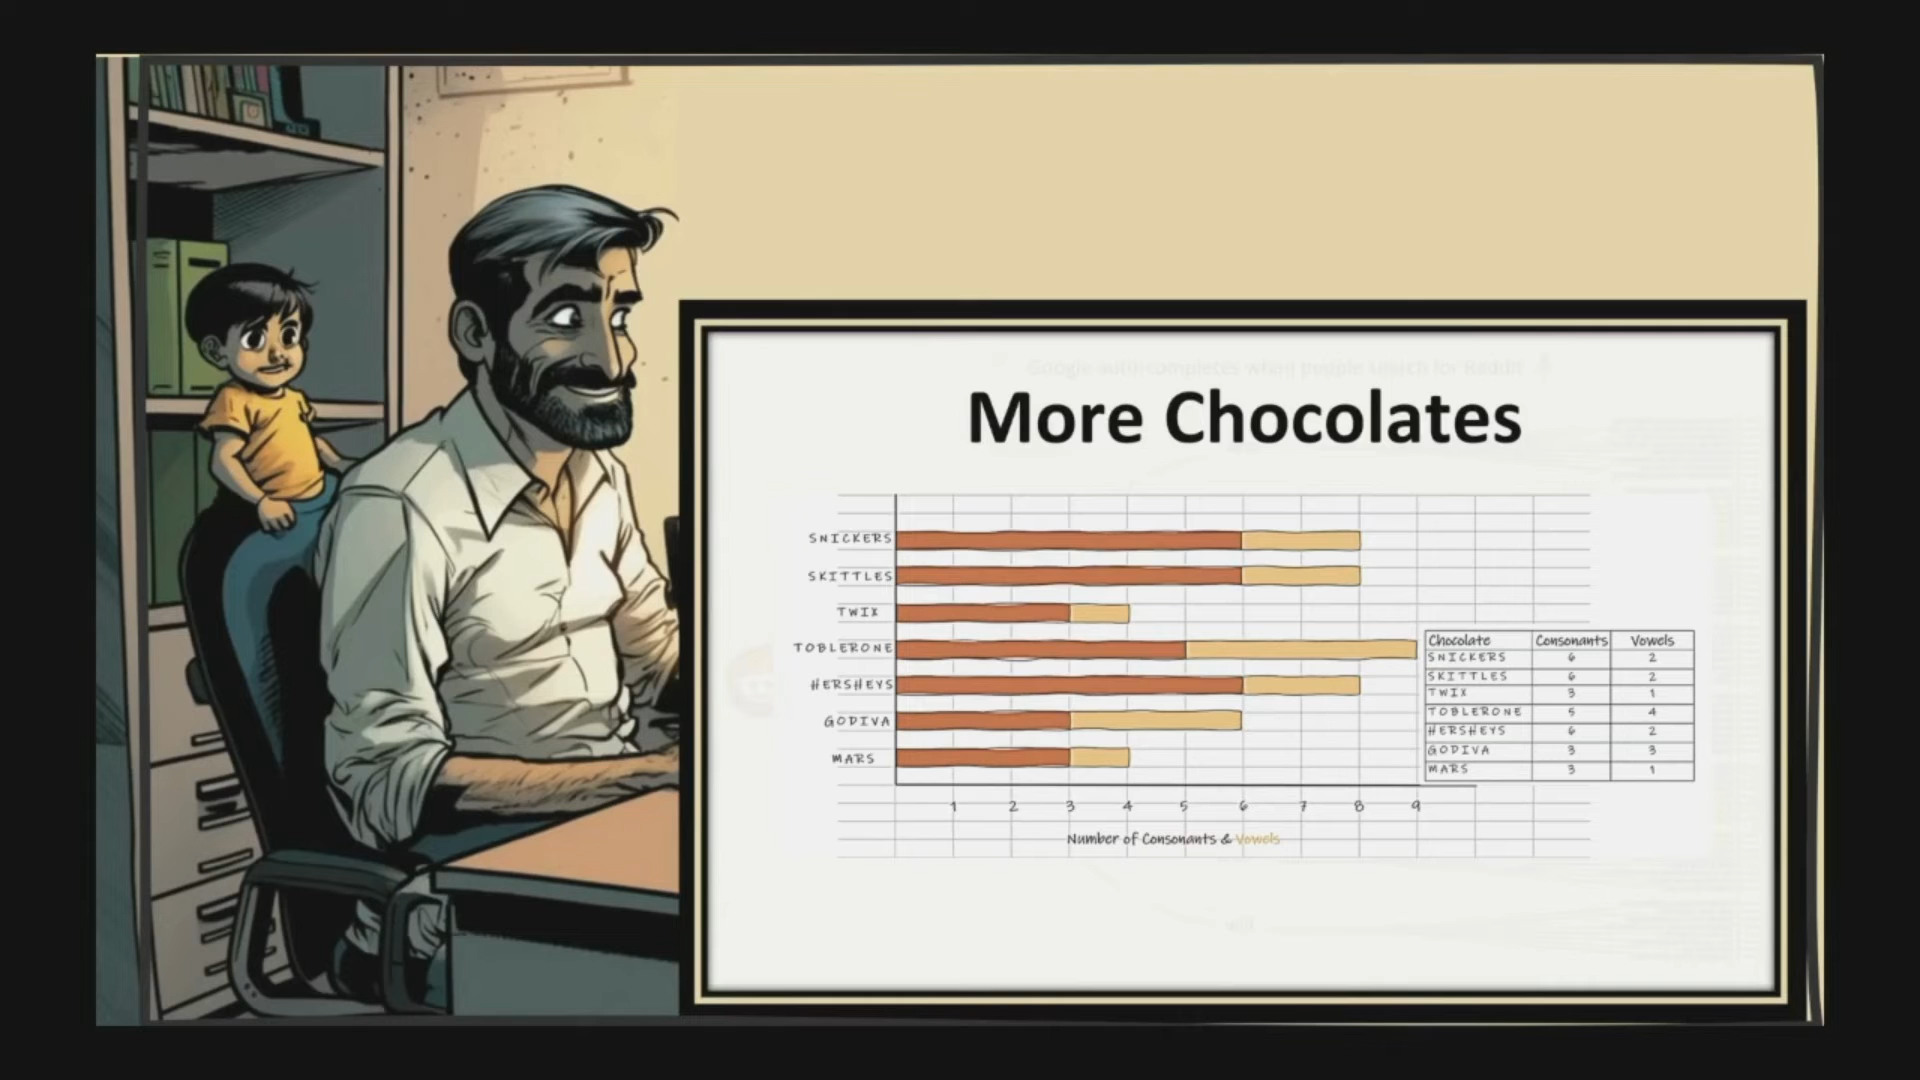 More Chocolates
SNICKERS
SKITTLES
TWIX
TOBLERONE
HERSHEYS
GODIVA
MARS
1 2 3 4 5 6 7 8 9
Number of Consonants & Vowels
Chocolate Consonants Vowels
SNICKERS 6 2
SKITTLES 6 2
TWIX 3 1
TOBLERONE 5 4
HERSHEYS 6 2
GODIVA 3 3
MARS 3 1